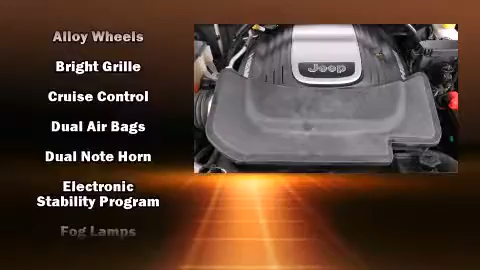 Alloy Wheels
Bright Grille
Cruise Control
Dual Air Bags
Dual Note Horn
Electronic
Stability Program
Fog Lamps
Jeep